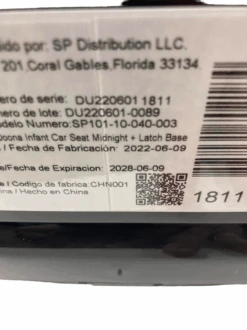 ido por: SP Distribution LLC.
201, Coral Gables, Florida 33134
ero de serie: DU220601 1811
ero de lote: DU220601-0089
odelo Numero:SP101-10-040-003
oona Infant Car Seat Midnight + Latch Base
/Fecha de Fabricación: 2022-06-09
/Fecha de Expiracion: 2028-06-09
a / Codigo de fabrica:CHN001
ina / Hecho en China
1811